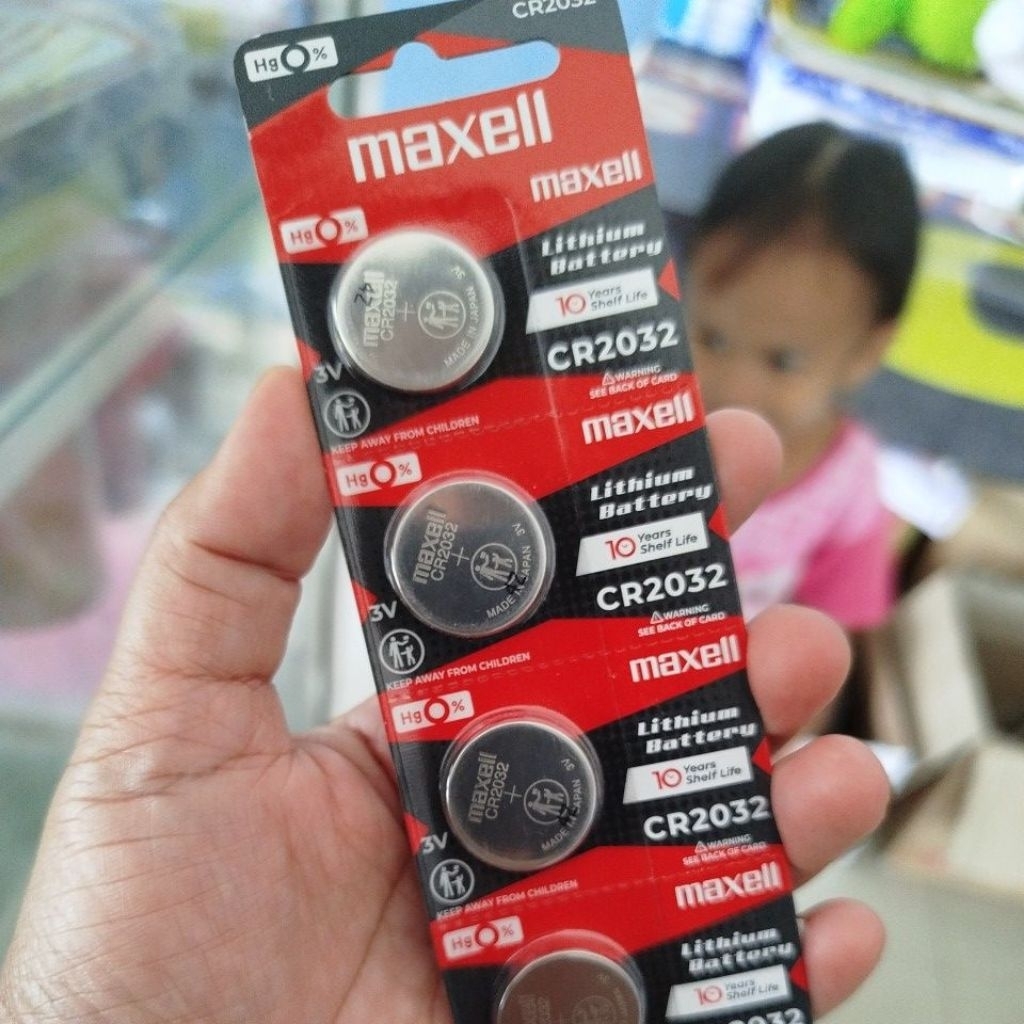 CR2032
Hg 0%
maxell
maxell
Hg 0%
Lithium
Battery
10 Years
Shelf Life
maxell
CR2032
+
3V
MADE IN JAPAN
CR2032
WARNING
SEE BACK OF CARD
3V
KEEP AWAY FROM CHILDREN
maxell
Hg 0%
Lithium
Battery
10 Years
Shelf Life
maxell
CR2032
+
3V
MADE IN JAPAN
CR2032
WARNING
SEE BACK OF CARD
3V
KEEP AWAY FROM CHILDREN
maxell
Hg 0%
Lithium
Battery
10 Years
Shelf Life
maxell
CR2032
+
3V
MADE IN JAPAN
CR2032
WARNING
SEE BACK OF CARD
3V
KEEP AWAY FROM CHILDREN
maxell
Hg 0%
Lithium
Battery
10 Years
Shelf Life
CR2032